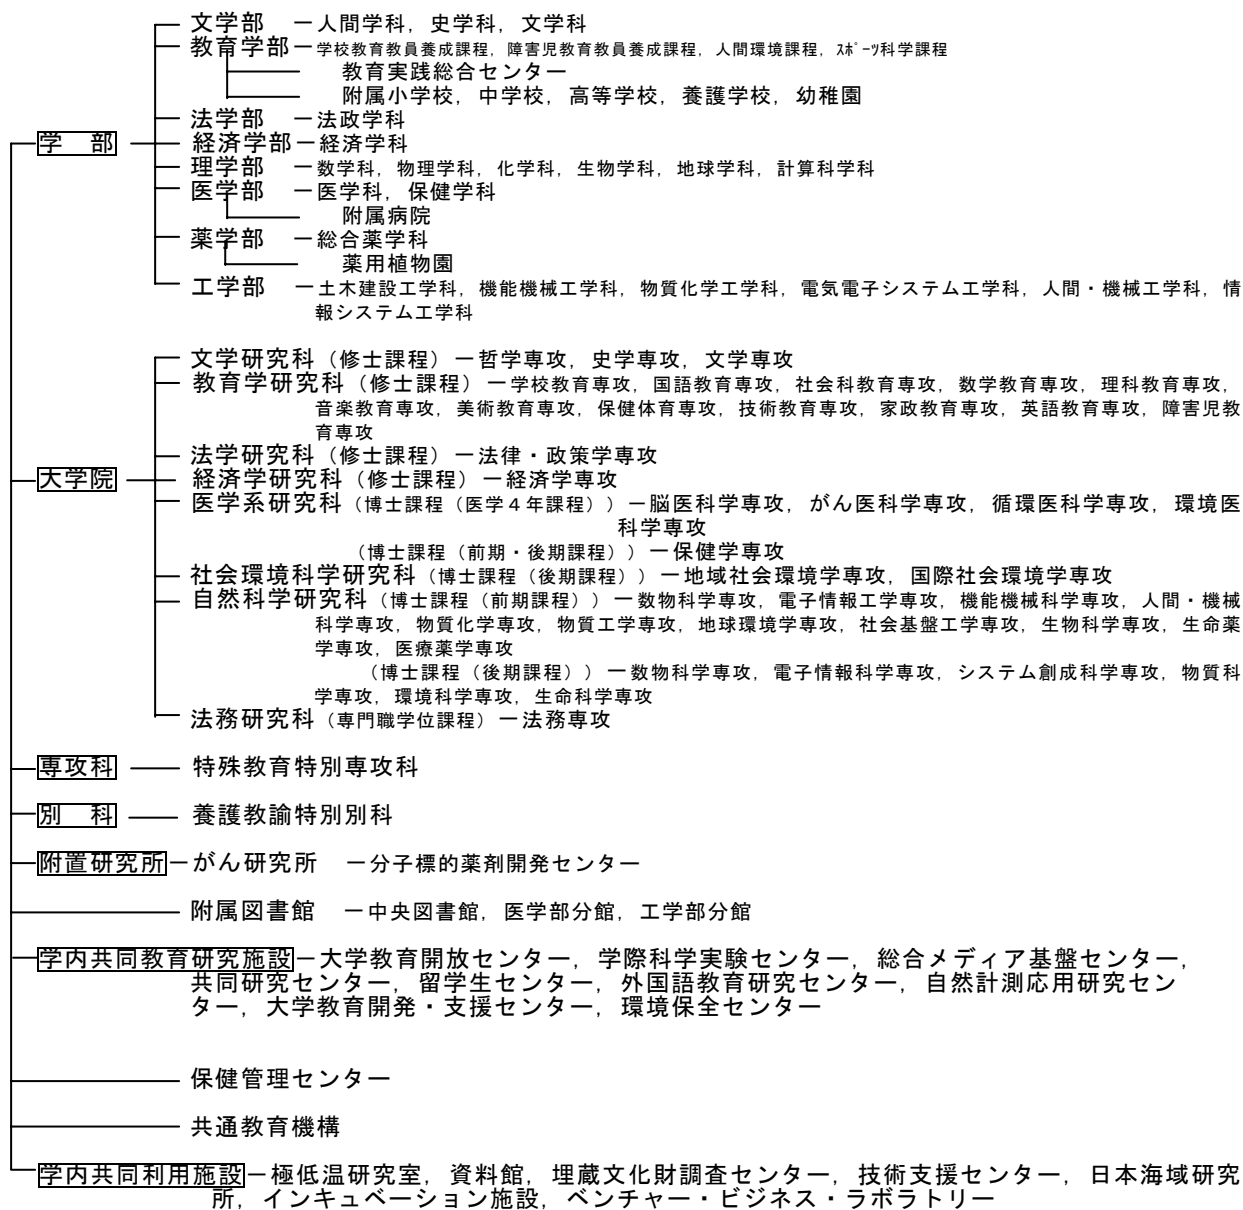 文学部 ー人間学科，史学科，文学科
教育学部ー学校教育教員養成課程，障害児教育教員養成課程，人間環境課程，ｽﾎﾟｰﾂ科学課程
教育実践総合センター
附属小学校，中学校，高等学校，養護学校，幼稚園
法学部 ー法政学科
学　部
経済学部ー経済学科
理学部 ー数学科，物理学科，化学科，生物学科，地球学科，計算科学科
医学部 ー医学科，保健学科
附属病院
薬学部 ー総合薬学科
薬用植物園
工学部 ー土木建設工学科，機能機械工学科，物質化学工学科，電気電子システム工学科，人間・機械工学科，情
報システム工学科
文学研究科（修士課程）ー哲学専攻，史学専攻，文学専攻
教育学研究科（修士課程）ー学校教育専攻，国語教育専攻，社会科教育専攻，数学教育専攻，理科教育専攻，
音楽教育専攻，美術教育専攻，保健体育専攻，技術教育専攻，家政教育専攻，英語教育専攻，障害児教
育専攻
法学研究科（修士課程）ー法律・政策学専攻
大学院
経済学研究科（修士課程）ー経済学専攻
医学系研究科（博士課程（医学４年課程））ー脳医科学専攻，がん医科学専攻，循環医科学専攻，環境医
科学専攻
（博士課程（前期・後期課程））ー保健学専攻
社会環境科学研究科（博士課程（後期課程））ー地域社会環境学専攻，国際社会環境学専攻
自然科学研究科（博士課程（前期課程））ー数物科学専攻，電子情報工学専攻，機能機械科学専攻，人間・機械
科学専攻，物質化学専攻，物質工学専攻，地球環境学専攻，社会基盤工学専攻，生物科学専攻，生命薬
学専攻，医療薬学専攻
（博士課程（後期課程））ー数物科学専攻，電子情報科学専攻，システム創成科学専攻，物質科
学専攻，環境科学専攻，生命科学専攻
法務研究科（専門職学位課程）ー法務専攻
専攻科 特殊教育特別専攻科
別　科 養護教諭特別別科
附置研究所ーがん研究所 ー分子標的薬剤開発センター
附属図書館 ー中央図書館，医学部分館，工学部分館
学内共同教育研究施設ー大学教育開放センター，学際科学実験センター，総合メディア基盤センター，
共同研究センター，留学生センター，外国語教育研究センター，自然計測応用研究セン
ター，大学教育開発・支援センター，環境保全センター
保健管理センター
共通教育機構
学内共同利用施設ー極低温研究室，資料館，埋蔵文化財調査センター，技術支援センター，日本海域研究
所，インキュベーション施設，ベンチャー・ビジネス・ラボラトリー